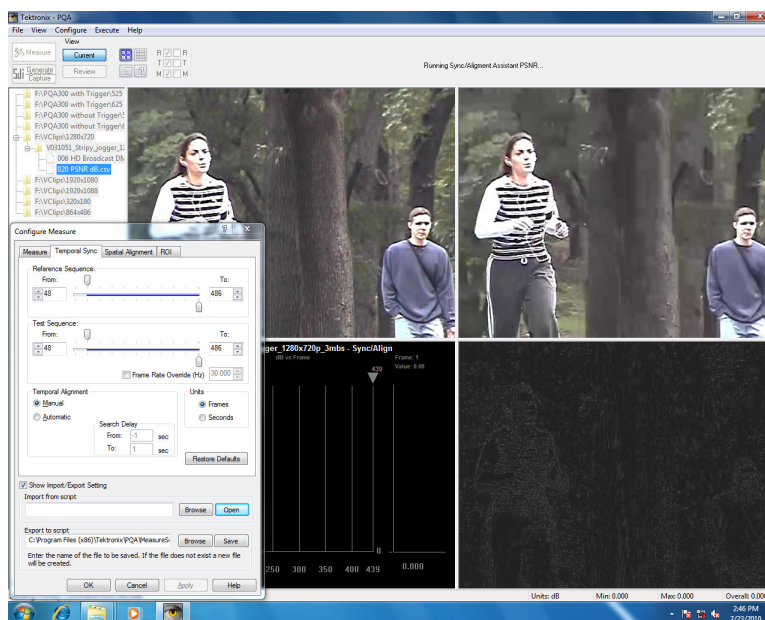 Tektronix - PQA
File View Configure Execute Help
View
Measure
Current
R R
T T
M M
Generate
Capture
Review
Running Sync/Aligment Assistant PSNR...
F:\PQA300 with Trigger\525
F:\PQA300 with Trigger\625
F:\PQA300 without Trigger\
F:\PQA300 without Trigger\
F:\VClips\1280x720
V031051_Stripy_jogger_1
006 HD Broadcast DM
020 PSNR dB.csv
F:\VClips\1920x1080
F:\VClips\1920x1088
F:\VClips\320x180
F:\VClips\864x486
Configure Measure
Measure Temporal Sync Spatial Alignment ROI
Reference Sequence:
From: To:
48 486
Test Sequence:
From: To:
48 486
Frame Rate Override (Hz) 30.000
Temporal Alignment
Manual
Automatic
Search Delay
From: -1 sec
To: 1 sec
Units
Frames
Seconds
Restore Defaults
Show Import/Export Setting
Import from script
Browse Open
Export to script
C:\Program Files (x86)\Tektronix\PQA\MeasureS
Browse Save
Enter the name of the file to be saved. If the file does not exist a new file
will be created.
OK Cancel Apply Help
ger_1280x720p_3mbs - Sync/Align
dB vs Frame
Frame: 1
439
Value: 0.00
0
250 300 350 400 439
0.000
Units: dB Min: 0.000 Max: 0.000 Overall: 0.00
2:46 PM
7/23/2010